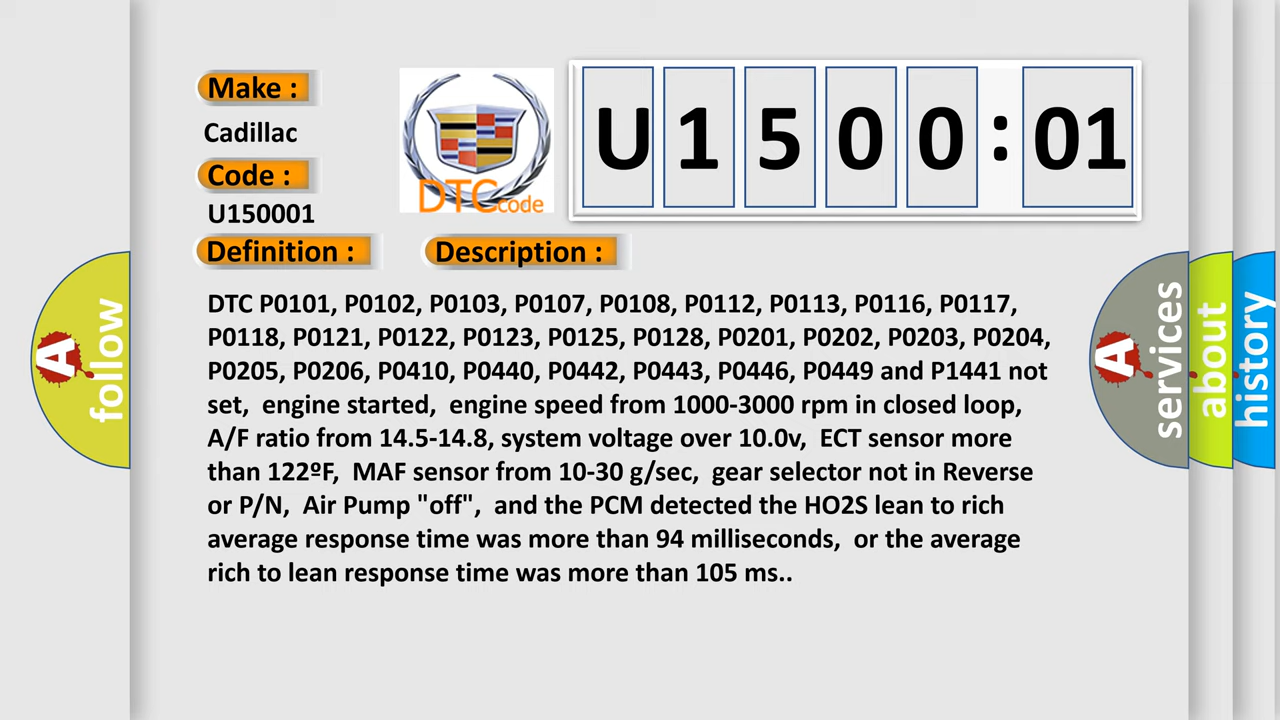 Make :
Cadillac
Code :
U150001
Definition :
Description :
DTC code
U 1 5 0 0 : 01
DTC P0101, P0102, P0103, P0107, P0108, P0112, P0113, P0116, P0117,
P0118, P0121, P0122, P0123, P0125, P0128, P0201, P0202, P0203, P0204,
P0205, P0206, P0410, P0440, P0442, P0443, P0446, P0449 and P1441 not
set, engine started, engine speed from 1000-3000 rpm in closed loop,
A/F ratio from 14.5-14.8, system voltage over 10.0v, ECT sensor more
than 122ºF, MAF sensor from 10-30 g/sec, gear selector not in Reverse
or P/N, Air Pump "off", and the PCM detected the HO2S lean to rich
average response time was more than 94 milliseconds, or the average
rich to lean response time was more than 105 ms..
A
follow
A
services
about
history